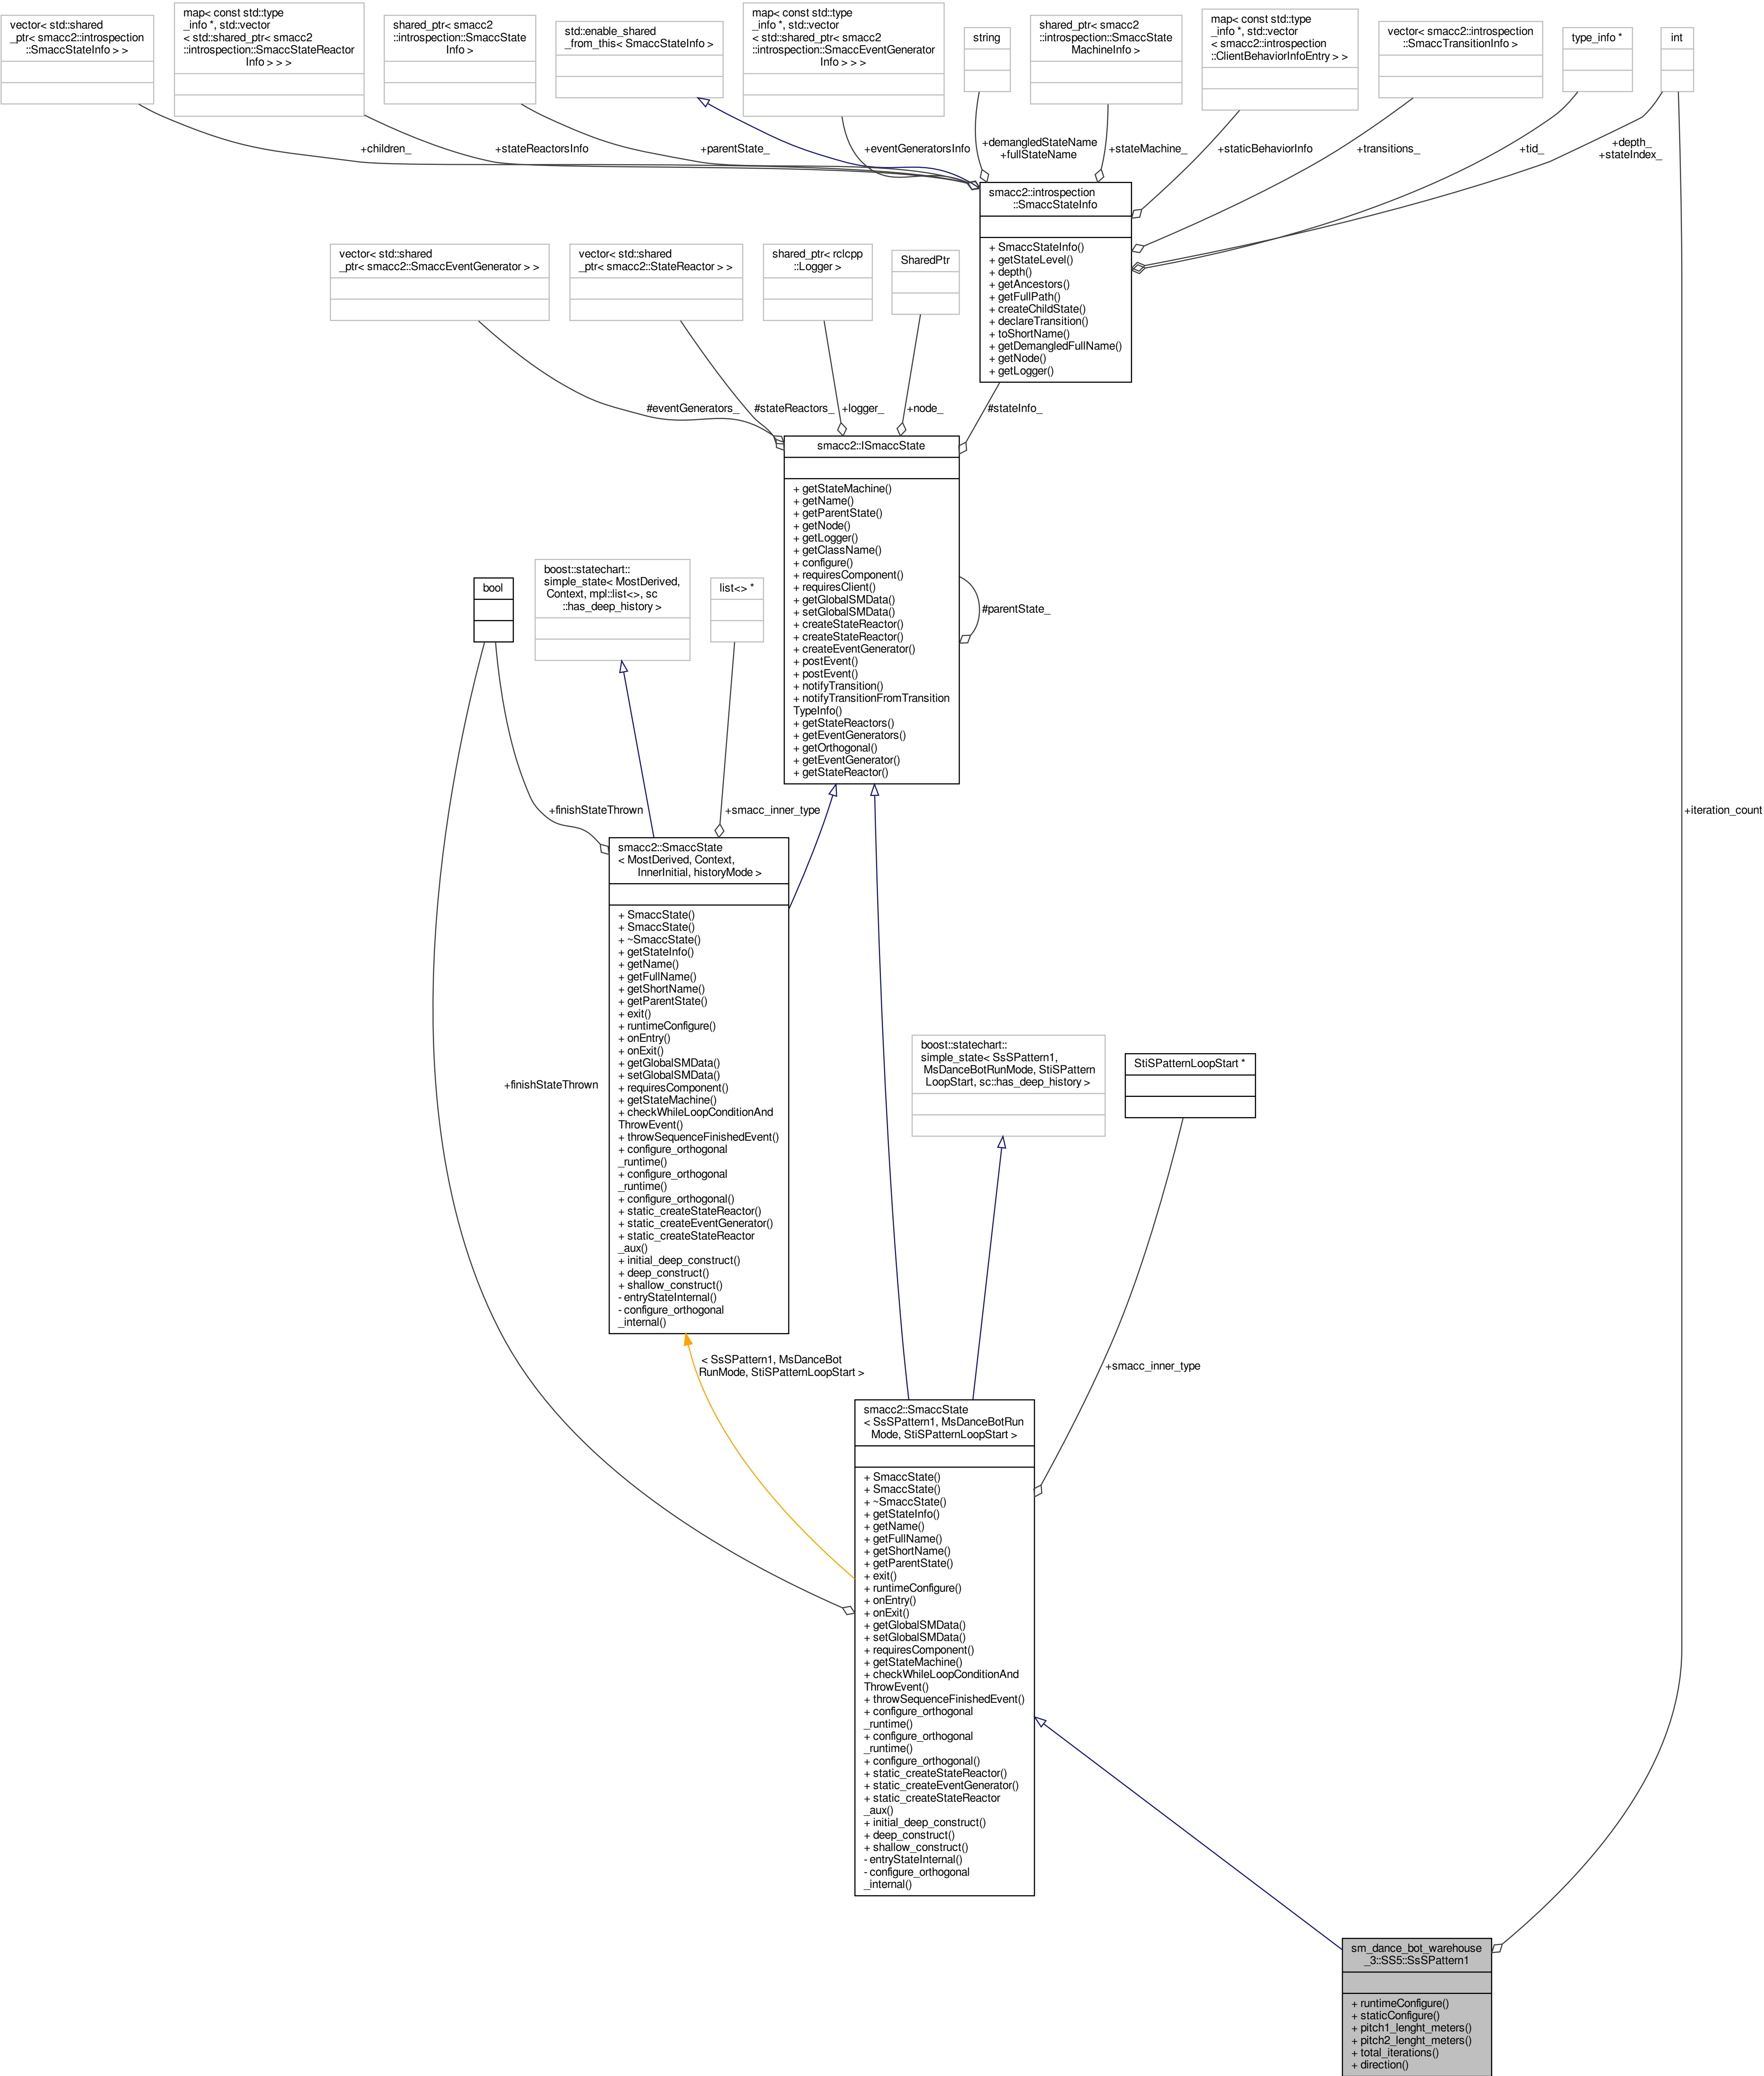 vector< std::shared
_ptr< smacc2::introspection
::SmaccStateInfo > >
map< const std::type
_info *, std::vector
< std::shared_ptr< smacc2
::introspection::SmaccStateReactor
Info > > >
shared_ptr< smacc2
::introspection::SmaccState
Info >
std::enable_shared
_from_this< SmaccStateInfo >
map< const std::type
_info *, std::vector
< std::shared_ptr< smacc2
::introspection::SmaccEventGenerator
Info > > >
string
shared_ptr< smacc2
::introspection::SmaccState
MachineInfo >
map< const std::type
_info *, std::vector
< smacc2::introspection
::ClientBehaviorInfoEntry > >
vector< smacc2::introspection
::SmaccTransitionInfo >
type_info *
int
+children_
+stateReactorsInfo
+parentState_
+eventGeneratorsInfo
+demangledStateName
+fullStateName
+stateMachine_
+staticBehaviorInfo
+transitions_
+tid_
+depth_
+stateIndex_
smacc2::introspection
::SmaccStateInfo
+ SmaccStateInfo()
+ getStateLevel()
+ depth()
+ getAncestors()
+ getFullPath()
+ createChildState()
+ declareTransition()
+ toShortName()
+ getDemangledFullName()
+ getNode()
+ getLogger()
vector< std::shared
_ptr< smacc2::SmaccEventGenerator > >
vector< std::shared
_ptr< smacc2::StateReactor > >
shared_ptr< rclcpp
::Logger >
SharedPtr
#eventGenerators_
#stateReactors_
+logger_
+node_
#stateInfo_
smacc2::ISmaccState
+ getStateMachine()
+ getName()
+ getParentState()
+ getNode()
+ getLogger()
+ getClassName()
+ configure()
+ requiresComponent()
+ requiresClient()
+ getGlobalSMData()
+ setGlobalSMData()
+ createStateReactor()
+ createStateReactor()
+ createEventGenerator()
+ postEvent()
+ postEvent()
+ notifyTransition()
+ notifyTransitionFromTransition
TypeInfo()
+ getStateReactors()
+ getEventGenerators()
+ getOrthogonal()
+ getEventGenerator()
+ getStateReactor()
#parentState_
bool
boost::statechart::
simple_state< MostDerived,
Context, mpl::list<>, sc
::has_deep_history >
list<> *
+finishStateThrown
+smacc_inner_type
+iteration_count
smacc2::SmaccState
< MostDerived, Context,
InnerInitial, historyMode >
+ SmaccState()
+ SmaccState()
+ ~SmaccState()
+ getStateInfo()
+ getName()
+ getFullName()
+ getShortName()
+ getParentState()
+ exit()
+ runtimeConfigure()
+ onEntry()
+ onExit()
+ getGlobalSMData()
+ setGlobalSMData()
+ requiresComponent()
+ getStateMachine()
+ checkWhileLoopConditionAnd
ThrowEvent()
+ throwSequenceFinishedEvent()
+ configure_orthogonal
_runtime()
+ configure_orthogonal
_runtime()
+ configure_orthogonal()
+ static_createStateReactor()
+ static_createEventGenerator()
+ static_createStateReactor
_aux()
+ initial_deep_construct()
+ deep_construct()
+ shallow_construct()
- entryStateInternal()
- configure_orthogonal
_internal()
+finishStateThrown
boost::statechart::
simple_state< SsSPattern1,
MsDanceBotRunMode, StiSPattern
LoopStart, sc::has_deep_history >
StiSPatternLoopStart *
< SsSPattern1, MsDanceBot
RunMode, StiSPatternLoopStart >
+smacc_inner_type
smacc2::SmaccState
< SsSPattern1, MsDanceBotRun
Mode, StiSPatternLoopStart >
+ SmaccState()
+ SmaccState()
+ ~SmaccState()
+ getStateInfo()
+ getName()
+ getFullName()
+ getShortName()
+ getParentState()
+ exit()
+ runtimeConfigure()
+ onEntry()
+ onExit()
+ getGlobalSMData()
+ setGlobalSMData()
+ requiresComponent()
+ getStateMachine()
+ checkWhileLoopConditionAnd
ThrowEvent()
+ throwSequenceFinishedEvent()
+ configure_orthogonal
_runtime()
+ configure_orthogonal
_runtime()
+ configure_orthogonal()
+ static_createStateReactor()
+ static_createEventGenerator()
+ static_createStateReactor
_aux()
+ initial_deep_construct()
+ deep_construct()
+ shallow_construct()
- entryStateInternal()
- configure_orthogonal
_internal()
sm_dance_bot_warehouse
_3::SS5::SsSPattern1
+ runtimeConfigure()
+ staticConfigure()
+ pitch1_lenght_meters()
+ pitch2_lenght_meters()
+ total_iterations()
+ direction()